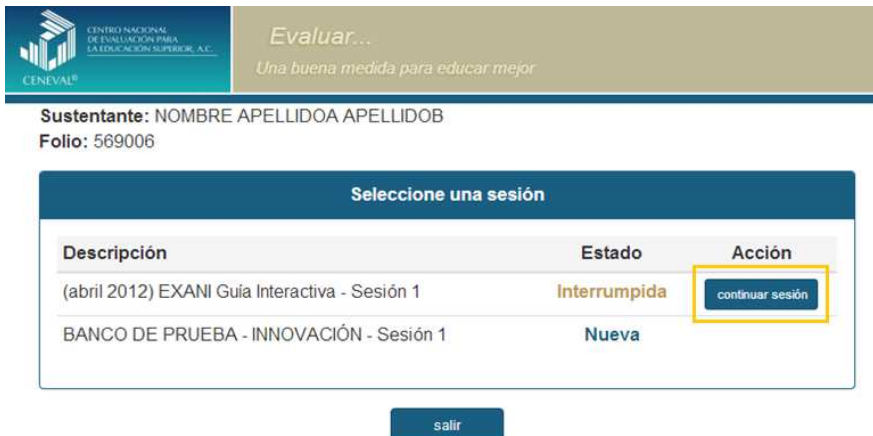 CENTRO NACIONAL
DE EVALUACIÓN PARA
LA EDUCACIÓN SUPERIOR, A.C.
CENEVAL®
Evaluar...
Una buena medida para educar mejor
Sustentante: NOMBRE APELLIDOA APELLIDOB
Folio: 569006
Seleccione una sesión
Descripción Estado Acción
(abril 2012) EXANI Guía Interactiva - Sesión 1 Interrumpida continuar sesión
BANCO DE PRUEBA - INNOVACIÓN - Sesión 1 Nueva
salir